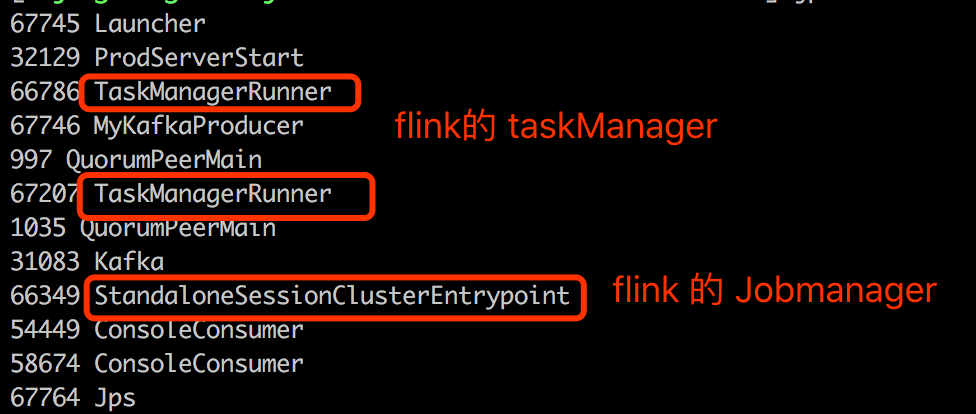 67745 Launcher
32129 ProdServerStart
66786 TaskManagerRunner
67746 MyKafkaProducer
flink的 taskManager
997 QuorumPeerMain
67207 TaskManagerRunner
1035 QuorumPeerMain
31083 Kafka
66349 StandaloneSessionClusterEntrypoint
flink 的 Jobmanager
54449 ConsoleConsumer
58674 ConsoleConsumer
67764 Jps